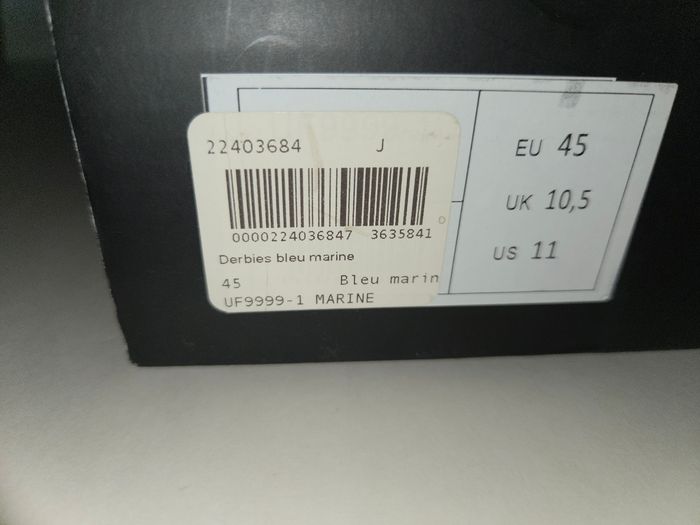 22403684 J
0000224036847 3635841
Derbies bleu marine
45 Bleu marin
UF9999-1 MARINE
EU 45
UK 10,5
US 11